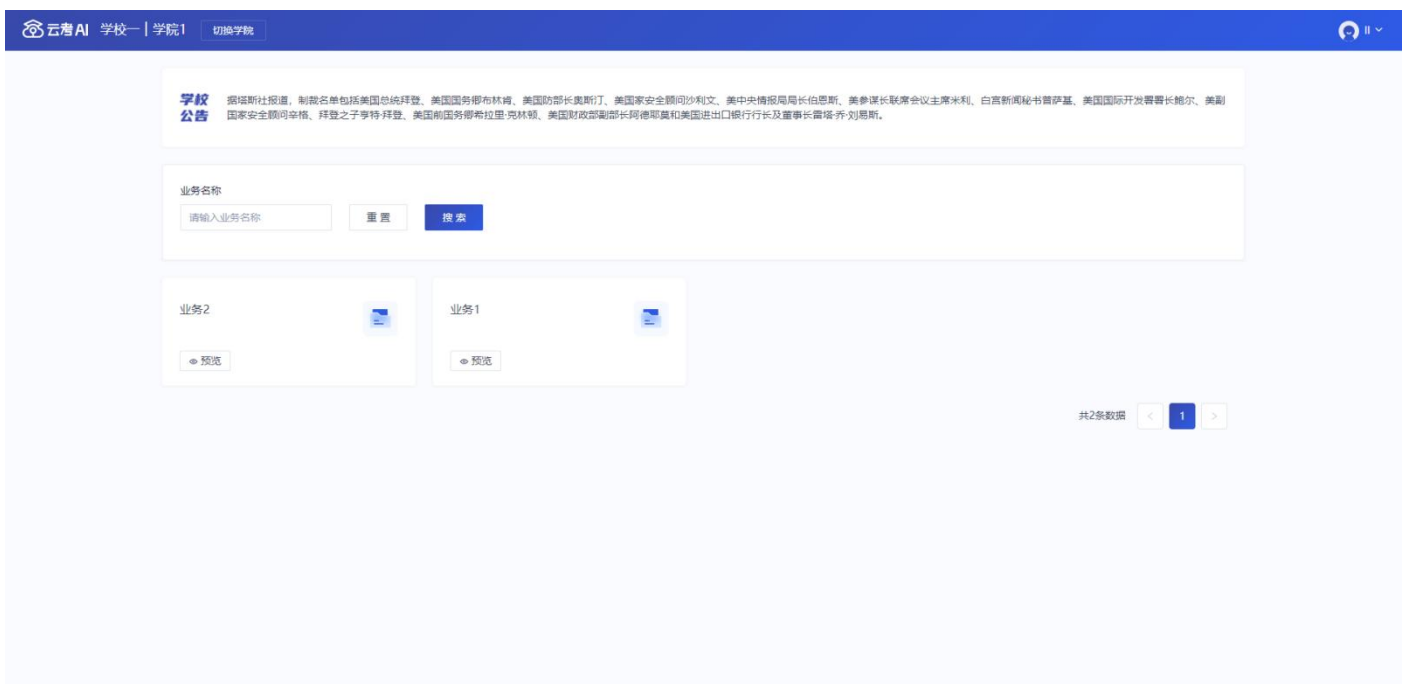 云考AI 学校一 | 学院1 切换学院 II
学校公告
据塔斯社报道，制裁名单包括美国总统拜登、美国国务卿布林肯、美国防部长奥斯汀、美国家安全顾问沙利文、美中央情报局局长伯恩斯、美参谋长联席会议主席米利、白宫新闻秘书普萨基、美国国际开发署署长鲍尔、美副
国家安全顾问辛格、拜登之子亨特·拜登、美国前国务卿希拉里·克林顿、美国财政部副部长阿德耶莫和美国进出口银行行长及董事长雷塔·乔·刘易斯。
业务名称
请输入业务名称 重置 搜索
业务2 业务1
预览 预览
共2条数据 < 1 >